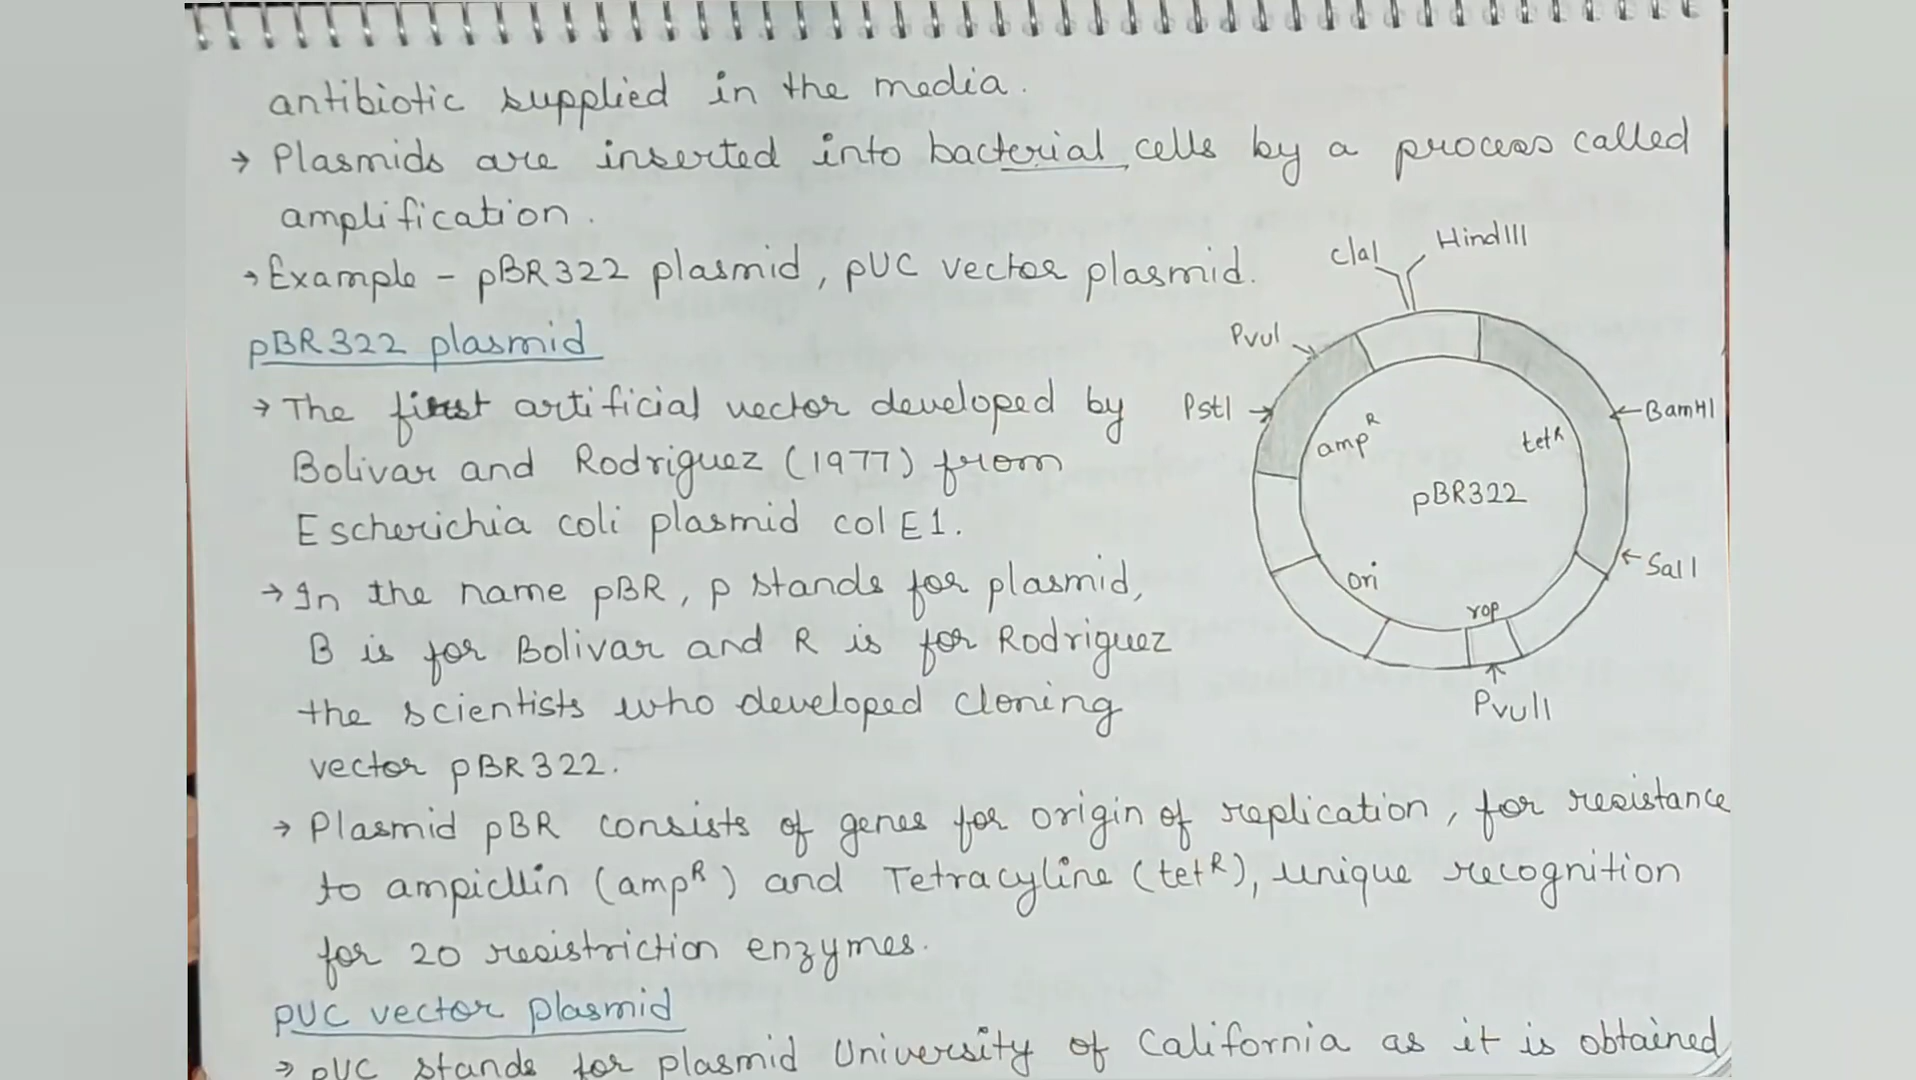 antibiotic supplied in the media.
→ Plasmids are inserted into bacterial cells by a process called
amplification.
→ Example - pBR322 plasmid, pUC vector plasmid.
pBR322 plasmid
→ The first artificial vector developed by
Bolivar and Rodriguez (1977) from
Escherichia coli plasmid col E1.
→ In the name pBR, p stands for plasmid,
B is for Bolivar and R is for Rodriguez
the scientists who developed cloning
vector pBR322.
→ Plasmid pBR consists of genes for origin of replication, for resistance
to ampicllin (ampᴿ) and Tetracyline (tetᴿ), unique recognition
for 20 resistriction enzymes.
pUC vector plasmid
→ pUC stands for plasmid University of California as it is obtained
ClaI
HindIII
PvuI
PstI
BamHI
ampᴿ
tetᴿ
pBR322
SalI
ori
rop
PvuII